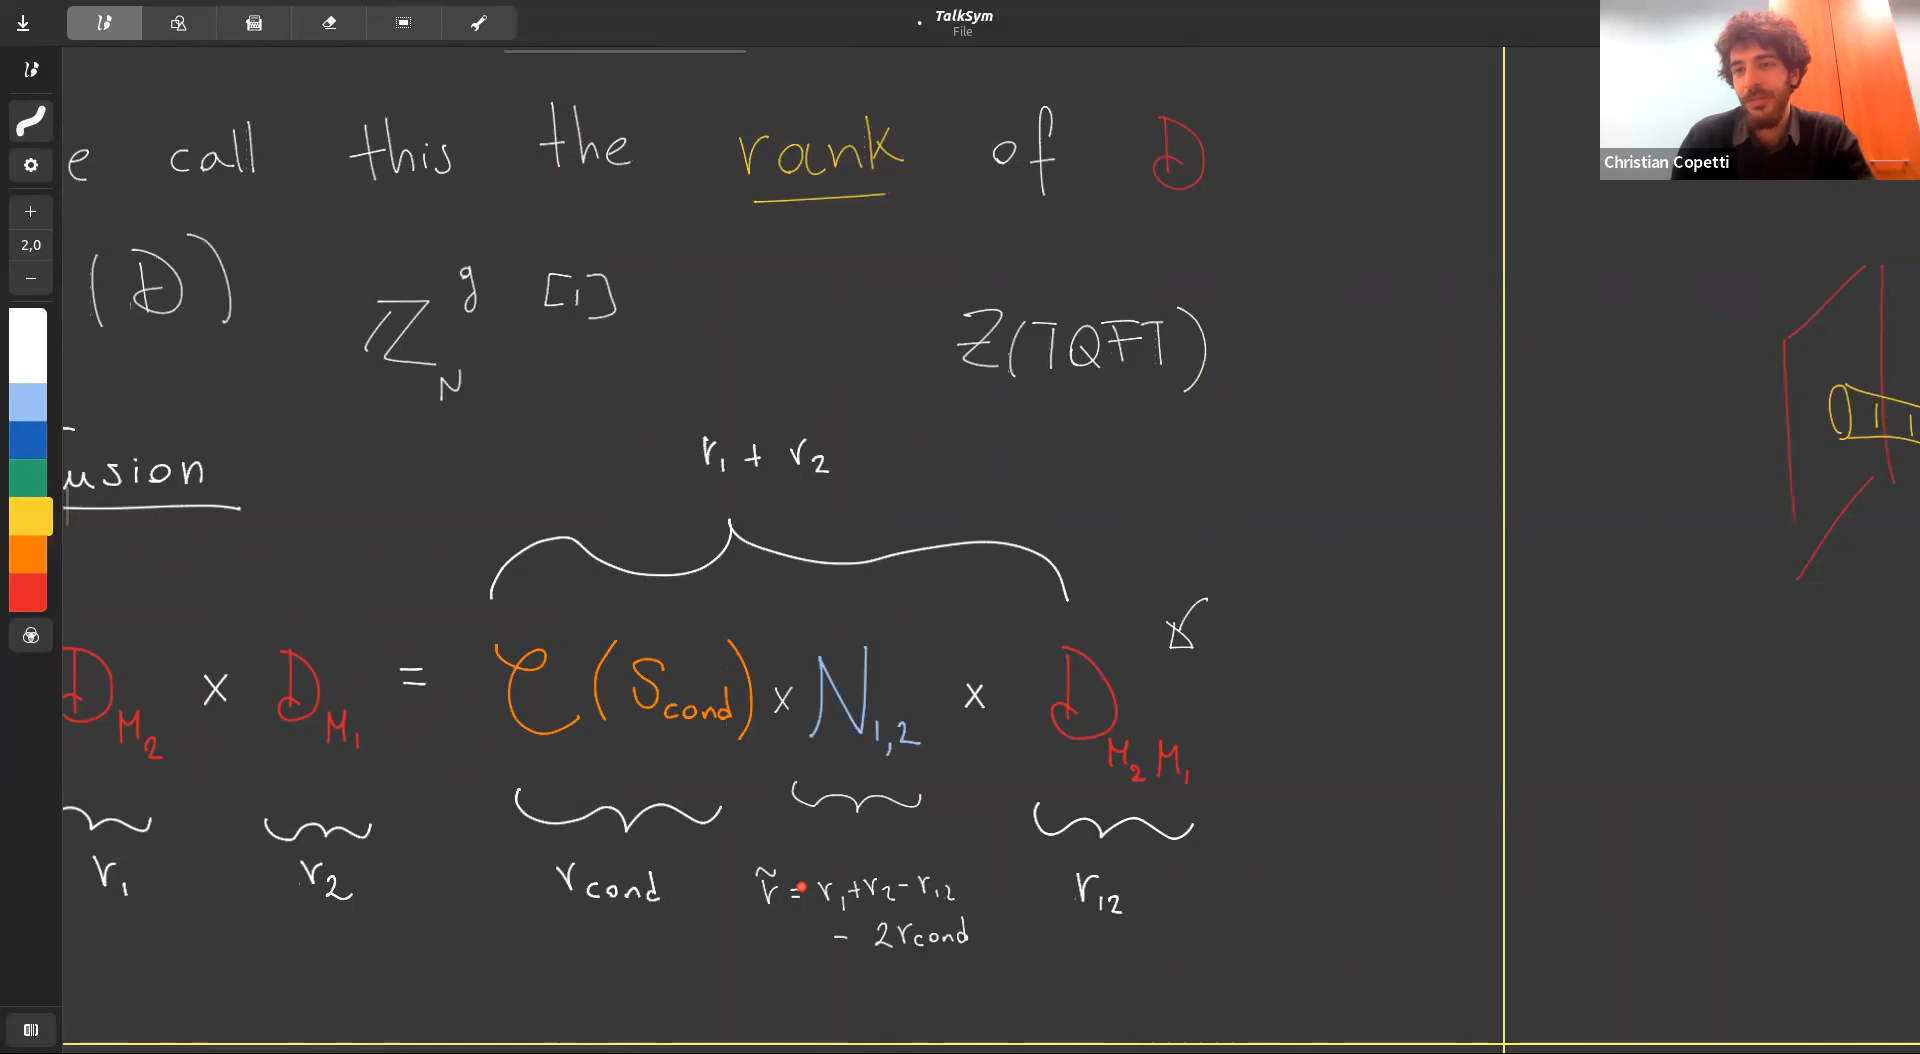 TalkSym
File
Christian Copetti
2,0
e call this the rank of D
(D) Z_N^g [1] Z(TQFT)
usion
r_1 + r_2
D_{M_2} x D_{M_1} = C(S_cond) x N_{1,2} x D_{M_2 M_1}
r_1 r_2 r_cond r̃ = r_1 + r_2 - r_12 r_12
- 2r_cond